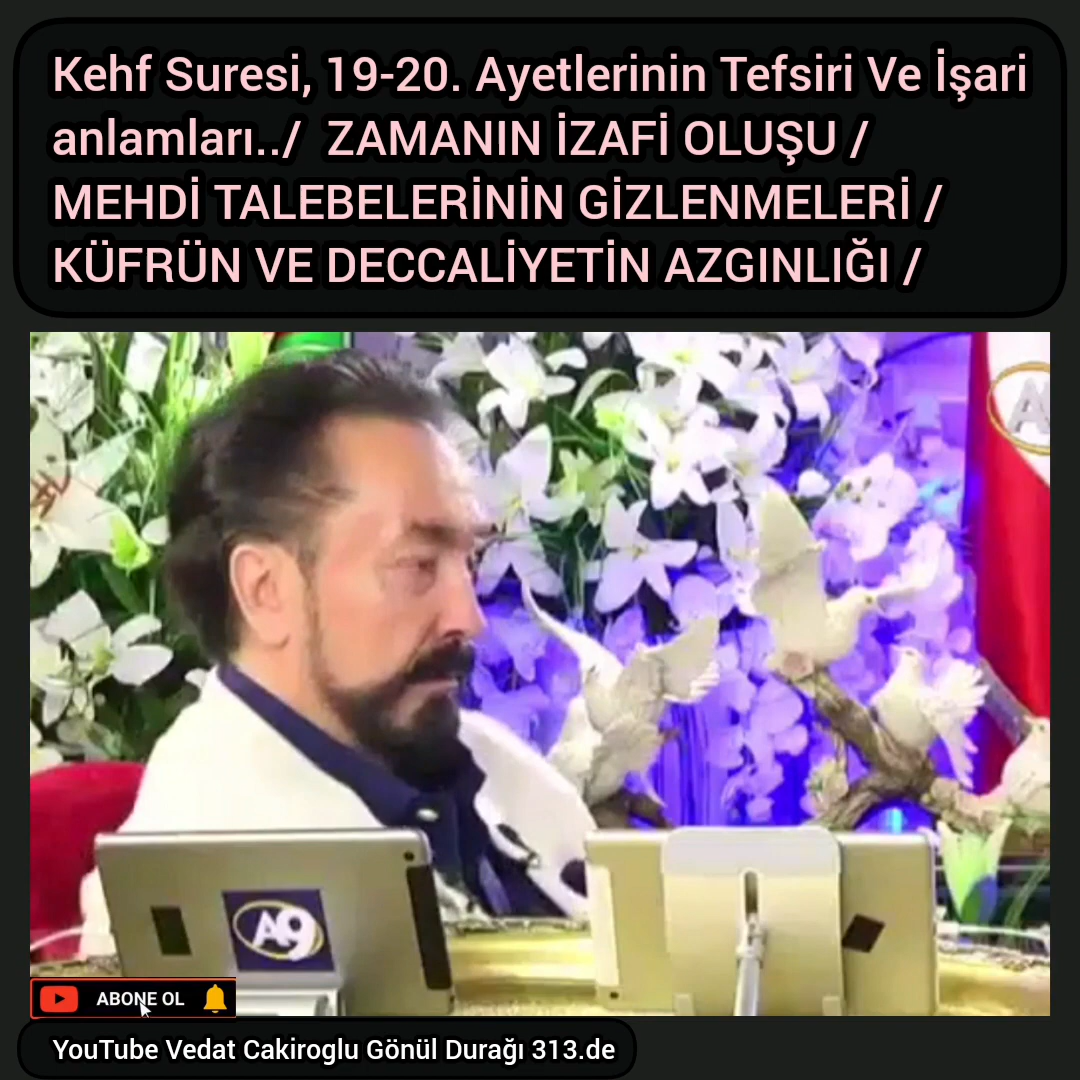 Kehf Suresi, 19-20. Ayetlerinin Tefsiri Ve İşari
anlamları../ ZAMANIN İZAFİ OLUŞU /
MEHDİ TALEBELERİNİN GİZLENMELERİ /
KÜFRÜN VE DECCALİYETİN AZGINLIĞI /
A9
ABONE OL
YouTube Vedat Cakiroglu Gönül Durağı 313.de